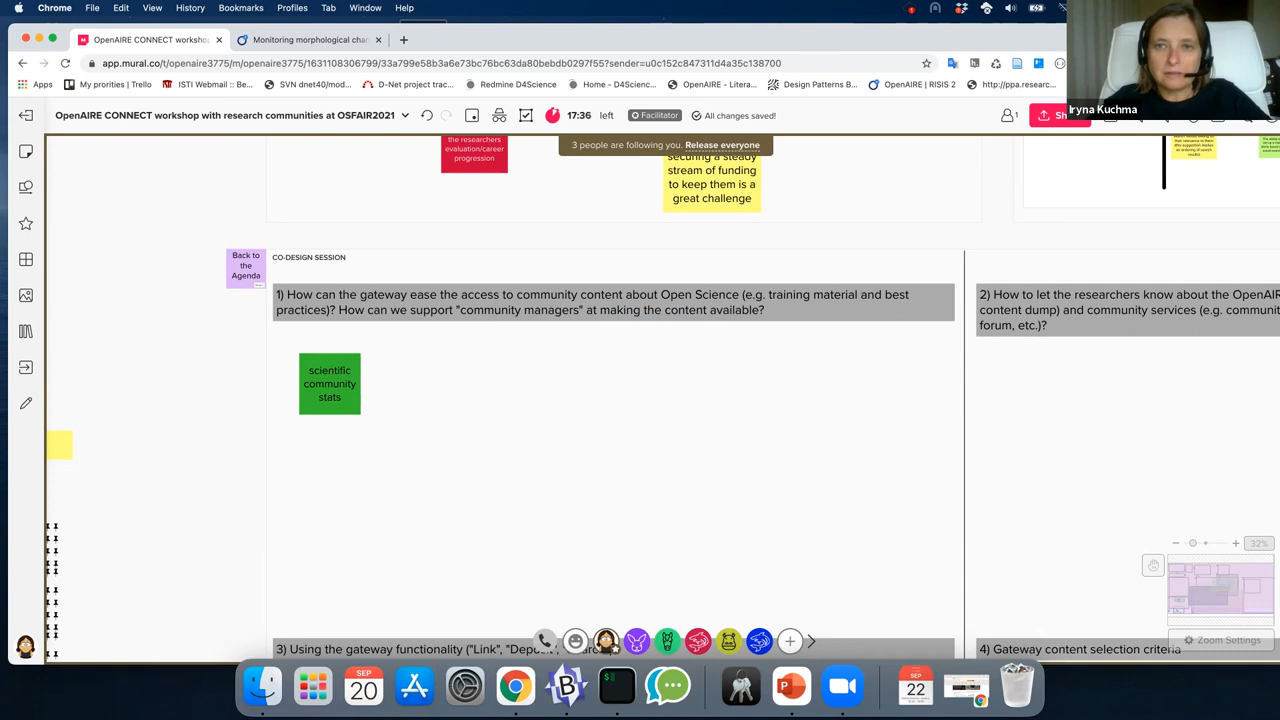 Chrome File Edit View History Bookmarks Profiles Tab Window Help
OpenAIRE CONNECT worksho
Monitoring morphological chan
app.mural.co/t/openaire3775/m/openaire3775/1631108306799/33a799e58b3a6e73bc76bc63da80bebdb0297f55?sender=u0c152c847311d4a35c138700
Apps
My prorities | Trello
ISTI Webmail :: Be...
SVN dnet40/mod...
D-Net project trac...
Redmine D4Science
Home - D4Scienc...
OpenAIRE - Litera...
Design Patterns B...
OpenAIRE | RISIS 2
http://ppa.researc...
Iryna Kuchma
OpenAIRE CONNECT workshop with research communities at OSFAIR2021
17:36 left
Facilitator
All changes saved!
1
3 people are following you. Release everyone
the researchers
evaluation/career
progression
securing a steady
stream of funding
to keep them is a
great challenge
Back to
the
Agenda
CO-DESIGN SESSION
1) How can the gateway ease the access to community content about Open Science (e.g. training material and best
practices)? How can we support "community managers" at making the content available?
2) How to let the researchers know about the OpenAIR
content dump) and community services (e.g. communit
forum, etc.)?
scientific
community
stats
32%
Zoom Settings
3) Using the gateway functionality ("Link", "Deposit",
4) Gateway content selection criteria
SEP
20
SEP
22